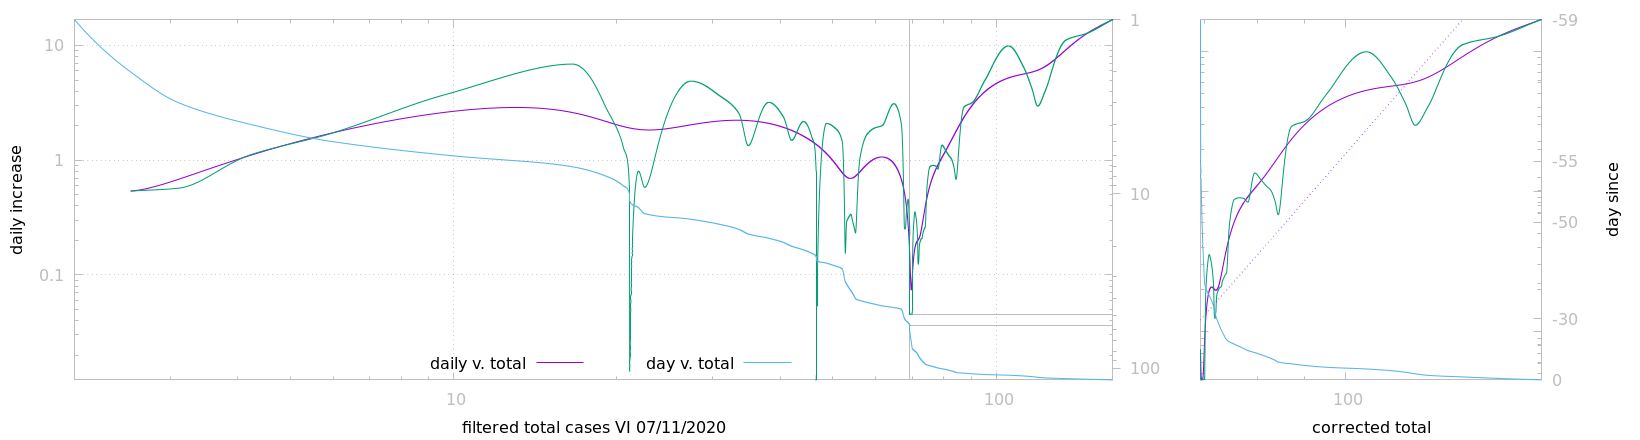 daily increase
10
1
0.1
1
10
100
daily v. total
day v. total
10
100
filtered total cases VI 07/11/2020
-59
-55
-50
-30
0
day since
100
corrected total